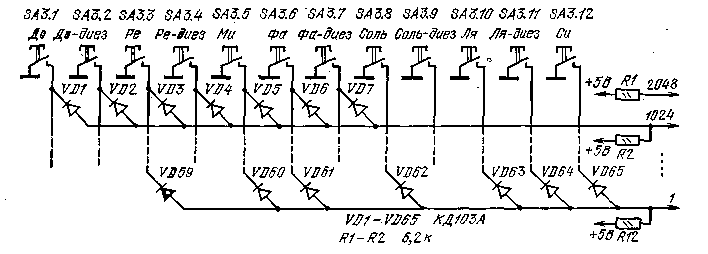 SA3.1 SA3.2 SA3.3 SA3.4 SA3.5 SA3.6 SA3.7 SA3.8 SA3.9 SA3.10 SA3.11 SA3.12
До До-диез Ре Ре-диез Ми Фа Фа-диез Соль Соль-диез Ля Ля-диез Си
VD1 VD2 VD3 VD4 VD5 VD6 VD7 +5В R1 2048
1024
+5В R2
VD59 VD60 VD61 VD62 VD63 VD64 VD65
1
VD1-VD65 КД103А +5В R12
R1-R2 6,2к